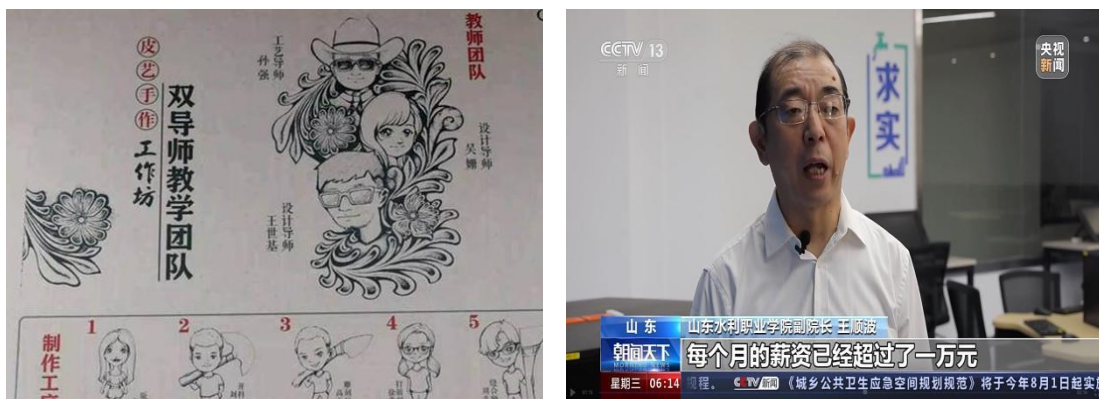 教师团队
工艺导师
孙强
皮艺手作
工作坊
双导师教学团队
设计导师
吴姗
设计导师
王世基
1
2
3
4
5
CCTV 13
新闻
求实
央视
新闻
山东
山东水利职业学院副院长 王顺波
朝闻天下
每个月的薪资已经超过了一万元
星期三 06:14
规程。 CCTV新闻 《城乡公共卫生应急空间规划规范》将于今年8月1日起实施